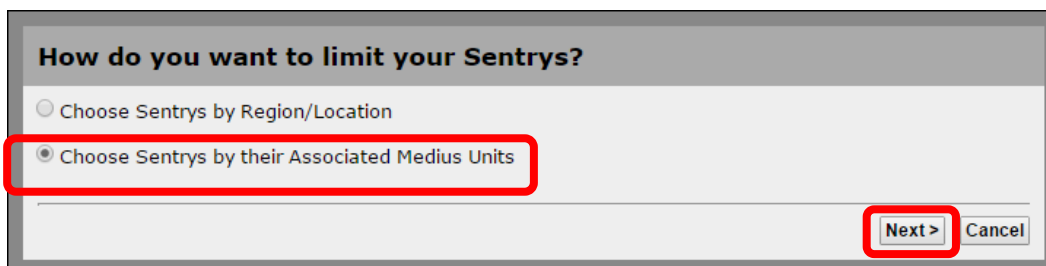 How do you want to limit your Sentrys?
Choose Sentrys by Region/Location
Choose Sentrys by their Associated Medius Units
Next > Cancel